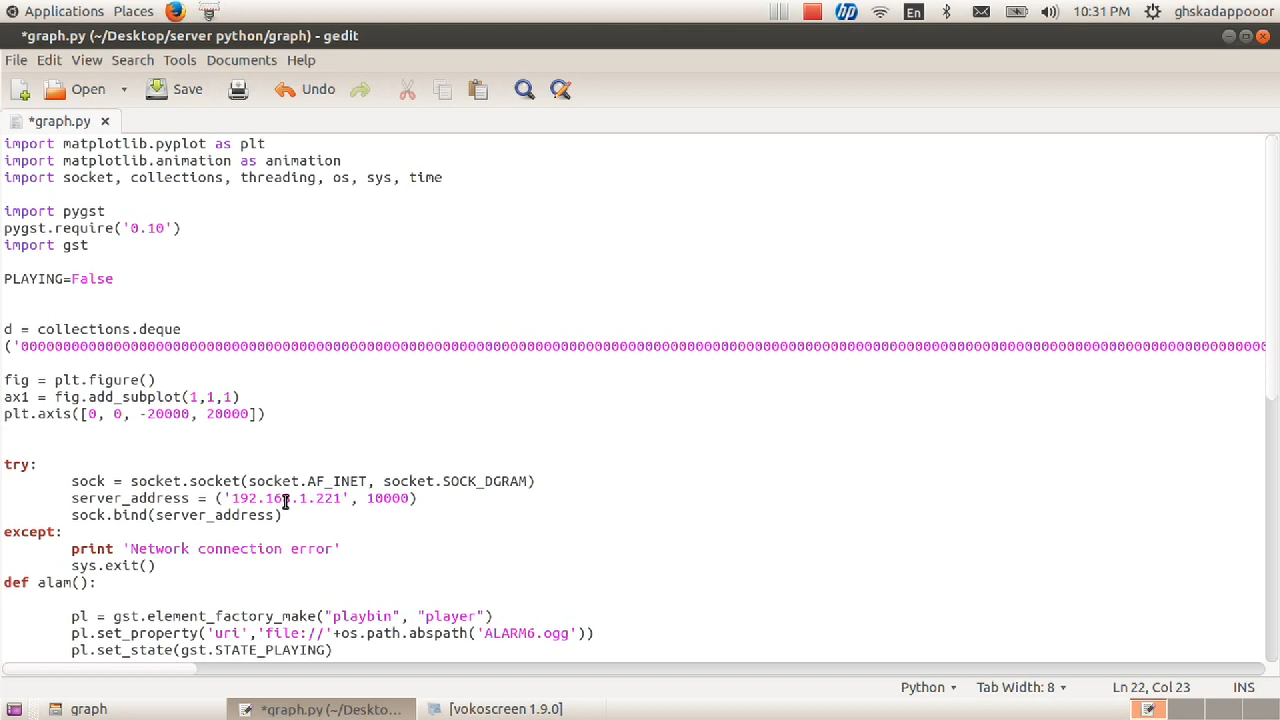 Applications Places En 10:31 PM ghskadappooor
*graph.py (~/Desktop/server python/graph) - gedit
File Edit View Search Tools Documents Help
Open Save Undo
*graph.py ×
import matplotlib.pyplot as plt
import matplotlib.animation as animation
import socket, collections, threading, os, sys, time
import pygst
pygst.require('0.10')
import gst
PLAYING=False
d = collections.deque
fig = plt.figure()
ax1 = fig.add_subplot(1,1,1)
plt.axis([0, 0, -20000, 20000])
try:
sock = socket.socket(socket.AF_INET, socket.SOCK_DGRAM)
server_address = ('192.168.1.221', 10000)
sock.bind(server_address)
except:
print 'Network connection error'
sys.exit()
def alam():
pl = gst.element_factory_make("playbin", "player")
pl.set_property('uri','file://'+os.path.abspath('ALARM6.ogg'))
pl.set_state(gst.STATE_PLAYING)
Python Tab Width: 8 Ln 22, Col 23 INS
graph *graph.py (~/Deskto... [vokoscreen 1.9.0]